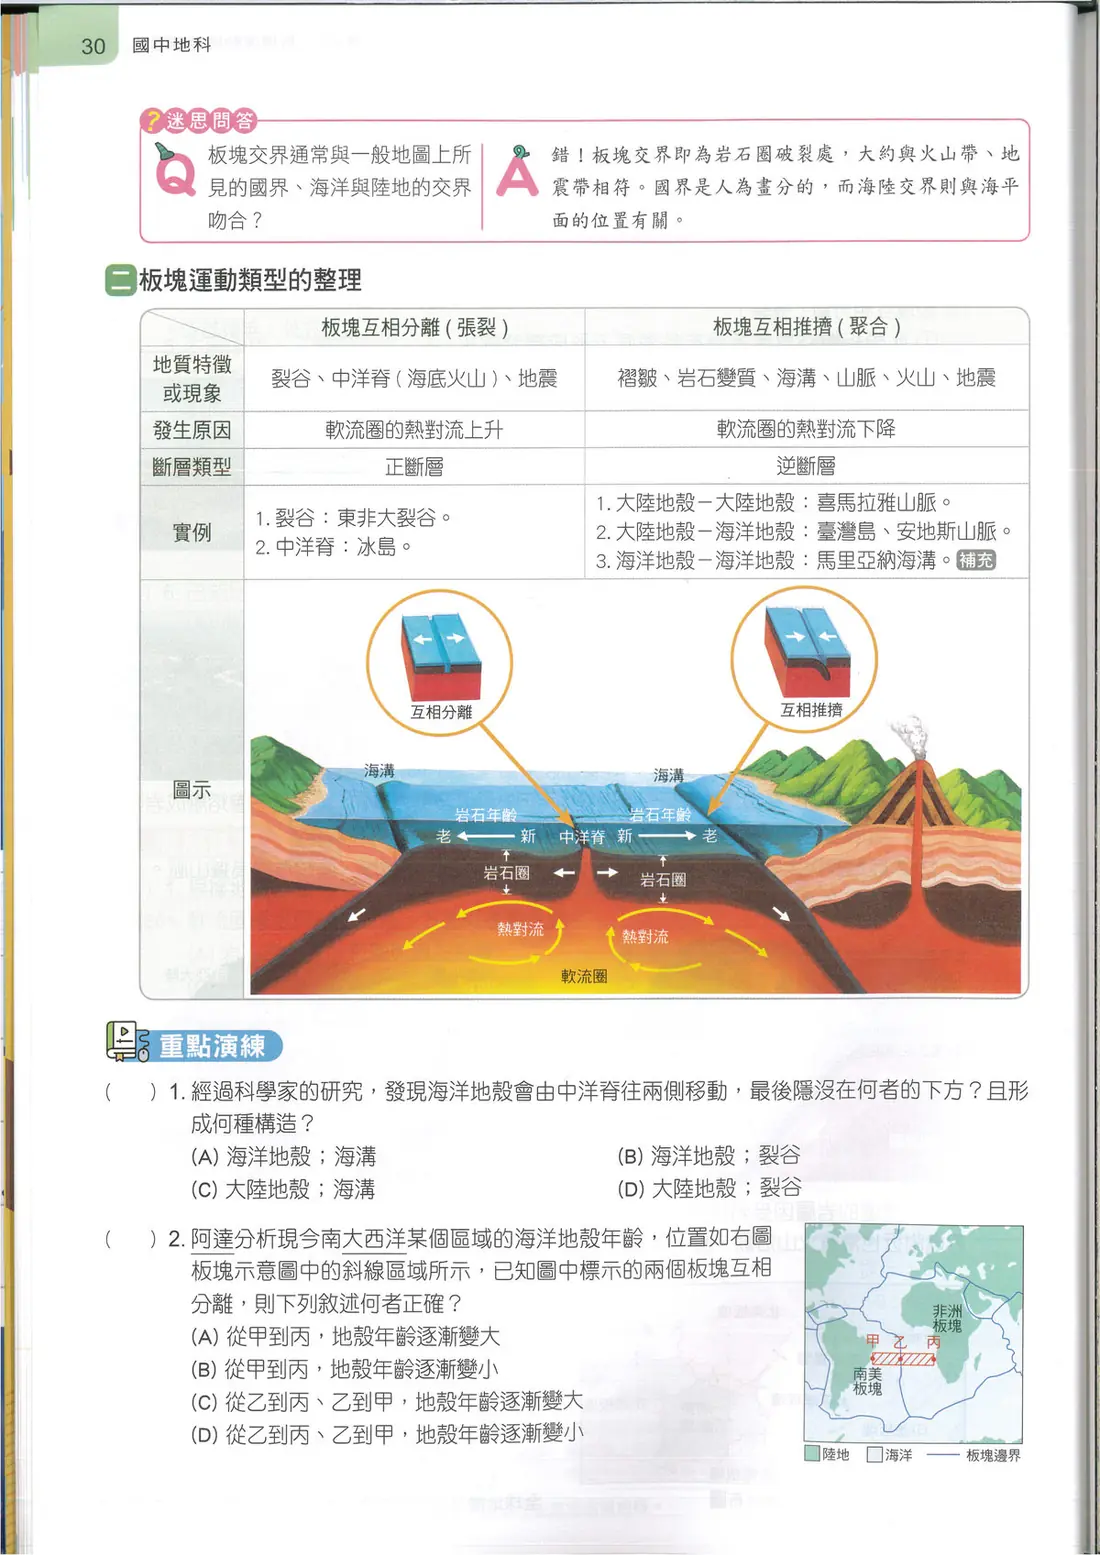 30 國中地科
?迷思問答
Q 板塊交界通常與一般地圖上所
見的國界、海洋與陸地的交界
吻合？
A 錯！板塊交界即為岩石圈破裂處，大約與火山帶、地
震帶相符。國界是人為畫分的，而海陸交界則與海平
面的位置有關。
二 板塊運動類型的整理
板塊互相分離(張裂) 板塊互相推擠(聚合)
地質特徵
或現象
裂谷、中洋脊(海底火山)、地震 褶皺、岩石變質、海溝、山脈、火山、地震
發生原因 軟流圈的熱對流上升 軟流圈的熱對流下降
斷層類型 正斷層 逆斷層
實例
1. 裂谷：東非大裂谷。
2. 中洋脊：冰島。
1. 大陸地殼－大陸地殼：喜馬拉雅山脈。
2. 大陸地殼－海洋地殼：臺灣島、安地斯山脈。
3. 海洋地殼－海洋地殼：馬里亞納海溝。補充
圖示
互相分離
互相推擠
海溝 海溝
岩石年齡 岩石年齡
老 新 中洋脊 新 老
岩石圈 岩石圈
熱對流 熱對流
軟流圈
重點演練
( ) 1. 經過科學家的研究，發現海洋地殼會由中洋脊往兩側移動，最後隱沒在何者的下方？且形
成何種構造？
(A) 海洋地殼；海溝 (B) 海洋地殼；裂谷
(C) 大陸地殼；海溝 (D) 大陸地殼；裂谷
( ) 2. 阿達分析現今南大西洋某個區域的海洋地殼年齡，位置如右圖
板塊示意圖中的斜線區域所示，已知圖中標示的兩個板塊互相
分離，則下列敘述何者正確？
(A) 從甲到丙，地殼年齡逐漸變大
(B) 從甲到丙，地殼年齡逐漸變小
(C) 從乙到丙、乙到甲，地殼年齡逐漸變大
(D) 從乙到丙、乙到甲，地殼年齡逐漸變小
非洲
板塊
甲 乙 丙
南美
板塊
陸地 海洋 板塊邊界